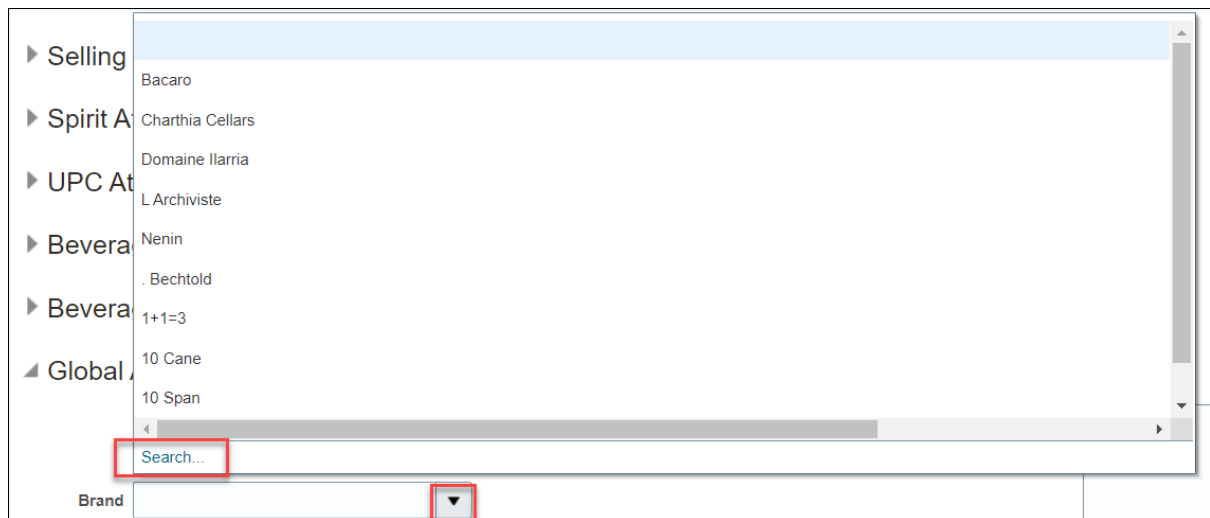 Selling
Bacaro
Spirit A
Charthia Cellars
Domaine Ilarria
UPC At
L Archiviste
Bevera
Nenin
. Bechtold
Bevera
1+1=3
10 Cane
Global A
10 Span
Search...
Brand